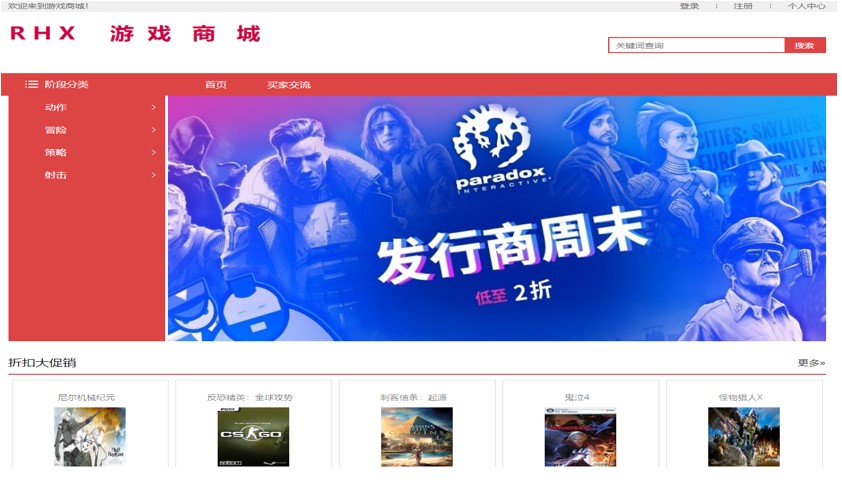 欢迎来到游戏商城!
登录 | 注册 | 个人中心
RHX 游戏商城
关键词查询 搜索
阶段分类 首页 买家交流
动作 >
冒险 >
策略 >
射击 >
paradox
INTERACTIVE
CITIES: SKYLINES
发行商周末
低至 2折
折扣大促销 更多»
尼尔机械纪元 反恐精英：全球攻势 刺客信条：起源 鬼泣4 怪物猎人X
CS GO
ORIGINS